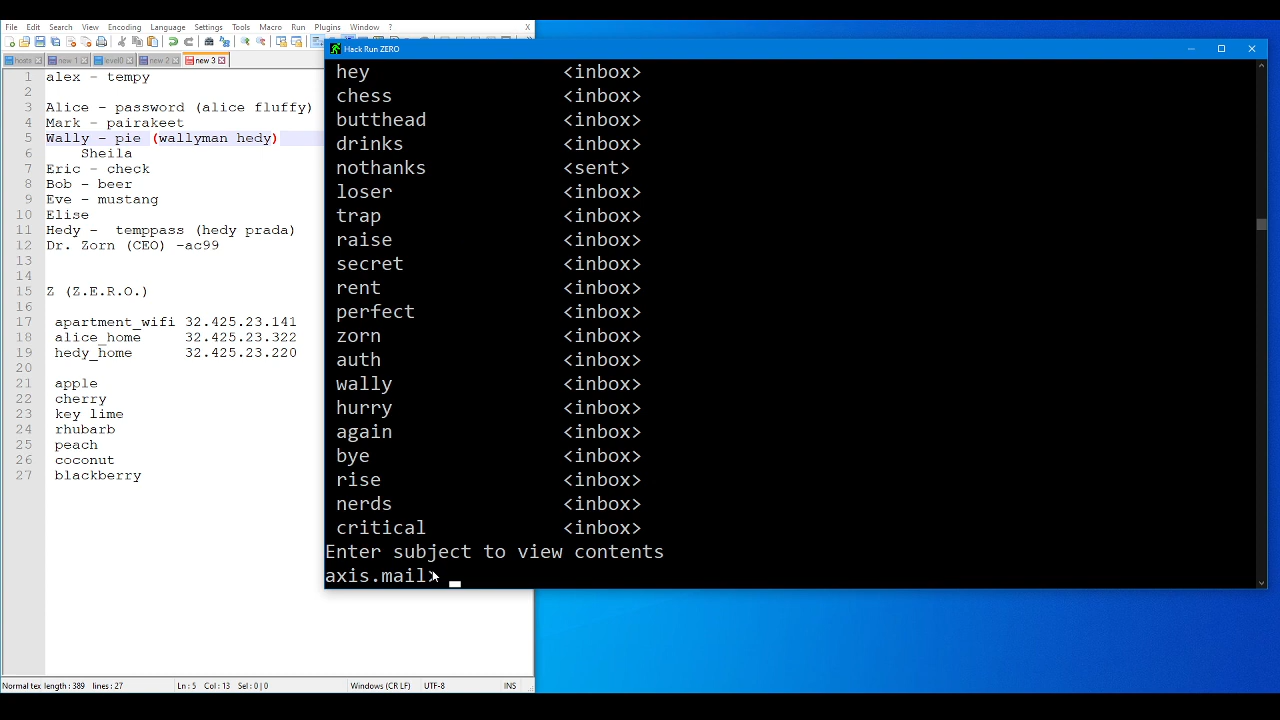 File Edit Search View Encoding Language Settings Tools Macro Run Plugins Window ? X
new 1 level0 new 2 new 3
1 alex - tempy
2
3 Alice - password (alice fluffy)
4 Mark - pairakeet
5 Wally - pie (wallyman hedy)
6 Sheila
7 Eric - check
8 Bob - beer
9 Eve - mustang
10 Elise
11 Hedy - temppass (hedy prada)
12 Dr. Zorn (CEO) -ac99
13
14
15 Z (Z.E.R.O.)
16
17 apartment_wifi 32.425.23.141
18 alice_home 32.425.23.322
19 hedy_home 32.425.23.220
20
21 apple
22 cherry
23 key lime
24 rhubarb
25 peach
26 coconut
27 blackberry
Normal tex length : 389 lines : 27 Ln : 5 Col : 13 Sel : 0 | 0 Windows (CR LF) UTF-8 INS
Hack Run ZERO
hey <inbox>
chess <inbox>
butthead <inbox>
drinks <inbox>
nothanks <sent>
loser <inbox>
trap <inbox>
raise <inbox>
secret <inbox>
rent <inbox>
perfect <inbox>
zorn <inbox>
auth <inbox>
wally <inbox>
hurry <inbox>
again <inbox>
bye <inbox>
rise <inbox>
nerds <inbox>
critical <inbox>
Enter subject to view contents
axis.mail>